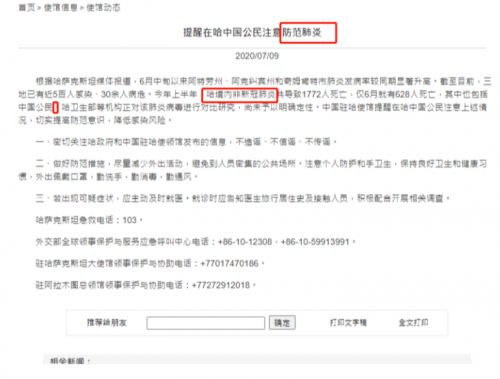 首页 > 使馆信息 > 使馆动态
提醒在哈中国公民注意防范肺炎
2020/07/09
根据哈萨克斯坦媒体报道，6月中旬以来阿特劳州、阿克纠宾州和奇姆肯特市肺炎发病率较同期显著升高。截至目前，三
地已有近5百人感染、30余人病危。今年上半年，哈境内非新冠肺炎共导致1772人死亡，仅6月就有628人死亡，其中也包括
中国公民。哈卫生部等机构正对该肺炎病毒进行对比研究，尚未予以明确定性。中国驻哈使馆提醒在哈中国公民注意上述情
况，切实提高防范意识，降低感染风险。
一、密切关注哈政府和中国驻哈使领馆发布的信息，不造谣、不信谣、不传谣。
二、做好防范措施，尽量减少外出活动，避免到人员密集的公共场所。注意个人防护和手卫生，保持良好卫生和健康习
惯，外出佩戴口罩，勤洗手，勤消毒，勤通风。
三、若出现可疑症状，应主动及时就医。就诊时应告知医生旅行居住史及接触人员，积极配合开展相关调查。
哈萨克斯坦急救电话：103。
外交部全球领事保护与服务应急呼叫中心电话：+86-10-12308，+86-10-59913991。
驻哈萨克斯坦大使馆领事保护与协助电话：+77017470186。
驻阿拉木图总领馆领事保护与协助电话：+77272912018。
推荐给朋友 确定 打印文字稿 全文打印
相关新闻：